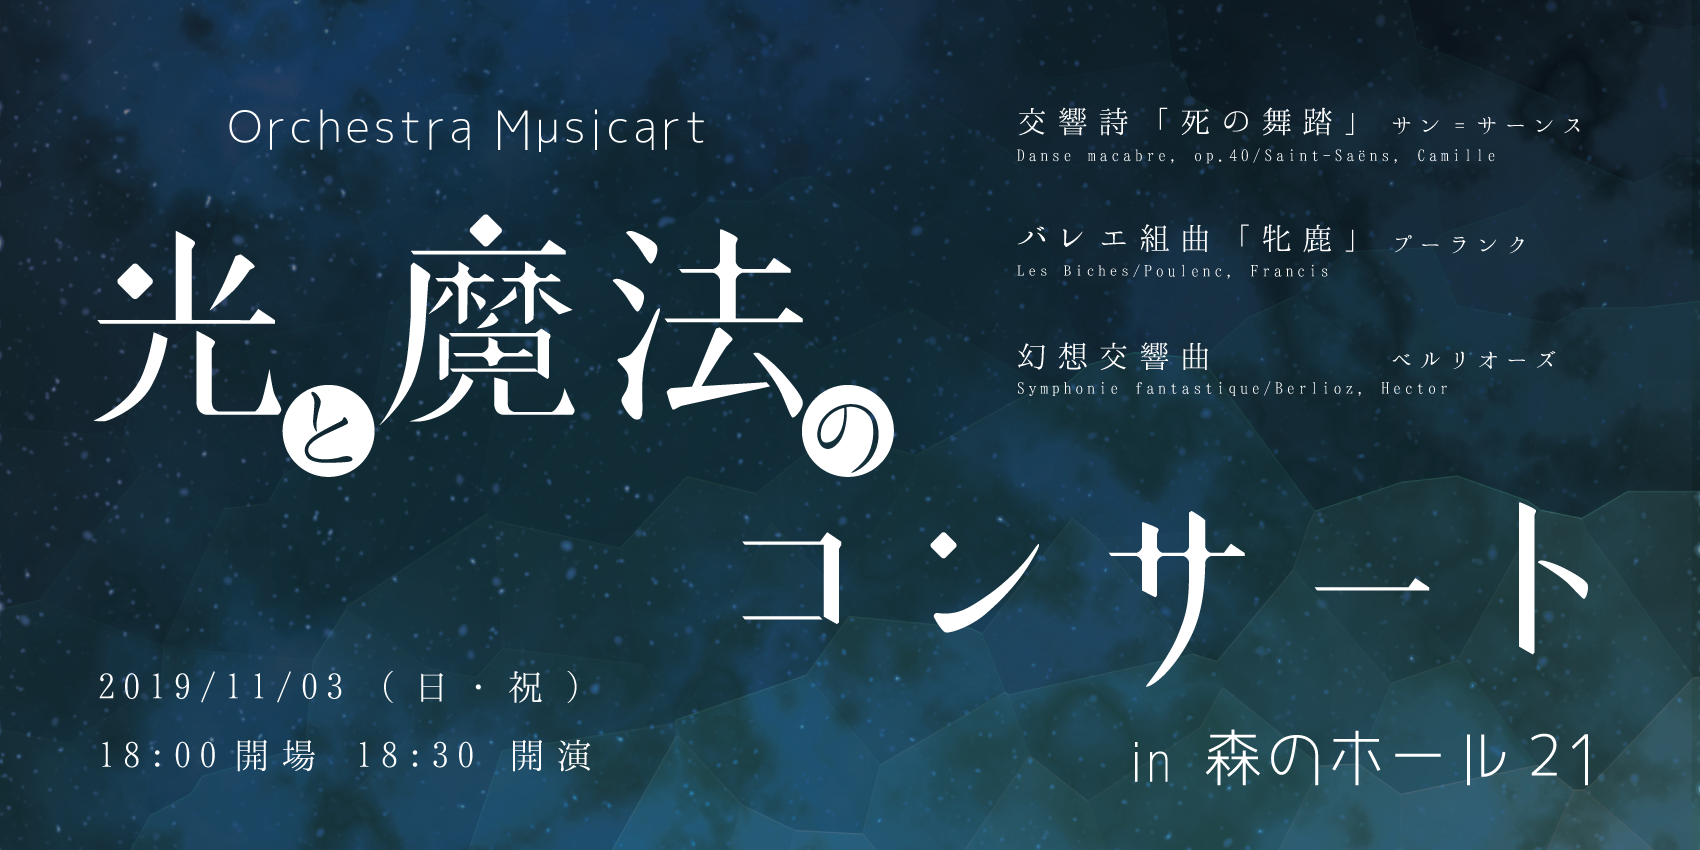 Orchestra Mμsicart
光と魔法の
コンサート
交響詩「死の舞踏」 サン=サーンス
Danse macabre, op.40/Saint-Saëns, Camille
バレエ組曲「牝鹿」 プーランク
Les Biches/Poulenc, Francis
幻想交響曲 ベルリオーズ
Symphonie fantastique/Berlioz, Hector
2019/11/03（日・祝）
18:00開場 18:30 開演
in 森のホール21